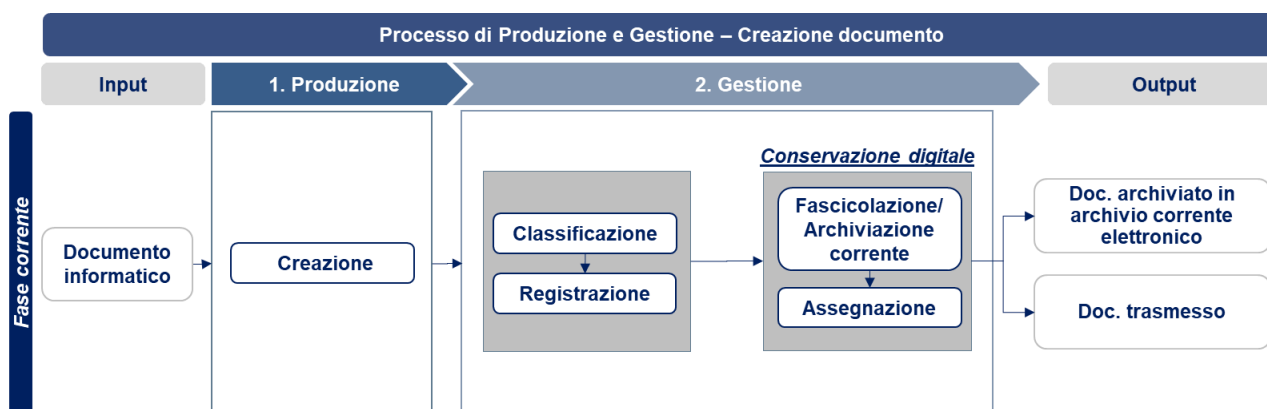 Processo di Produzione e Gestione – Creazione documento
Input
1. Produzione
2. Gestione
Output
Fase corrente
Documento
informatico
Creazione
Classificazione
Registrazione
Conservazione digitale
Fascicolazione/
Archiviazione
corrente
Assegnazione
Doc. archiviato in
archivio corrente
elettronico
Doc. trasmesso